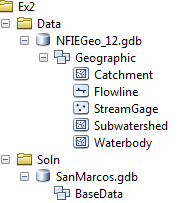 Ex2
Data
NFIEGeo_12.gdb
Geographic
Catchment
Flowline
StreamGage
Subwatershed
Waterbody
Soln
SanMarcos.gdb
BaseData